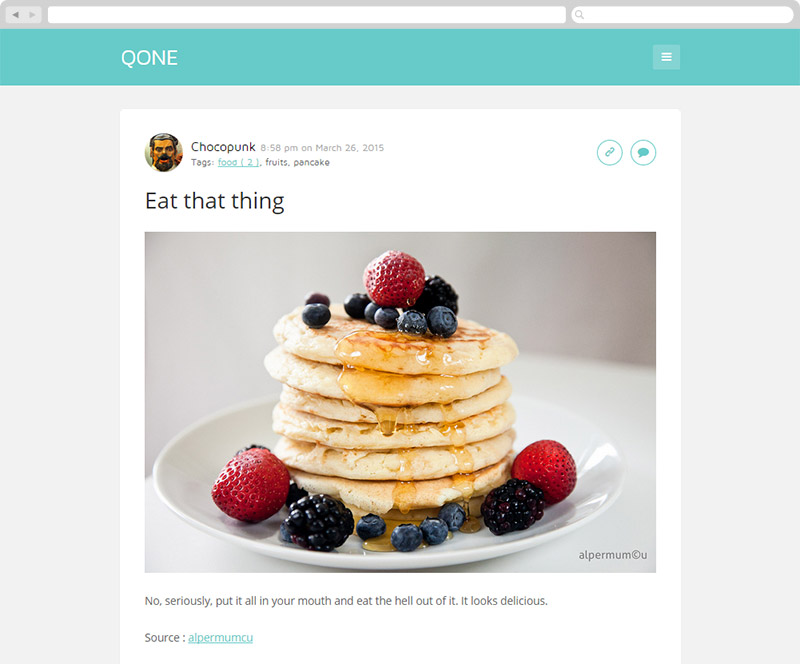 QONE
Chocopunk 8:58 pm on March 26, 2015
Tags: food ( 2 ), fruits, pancake
Eat that thing
alpermum©u
No, seriously, put it all in your mouth and eat the hell out of it. It looks delicious.
Source : alpermumcu